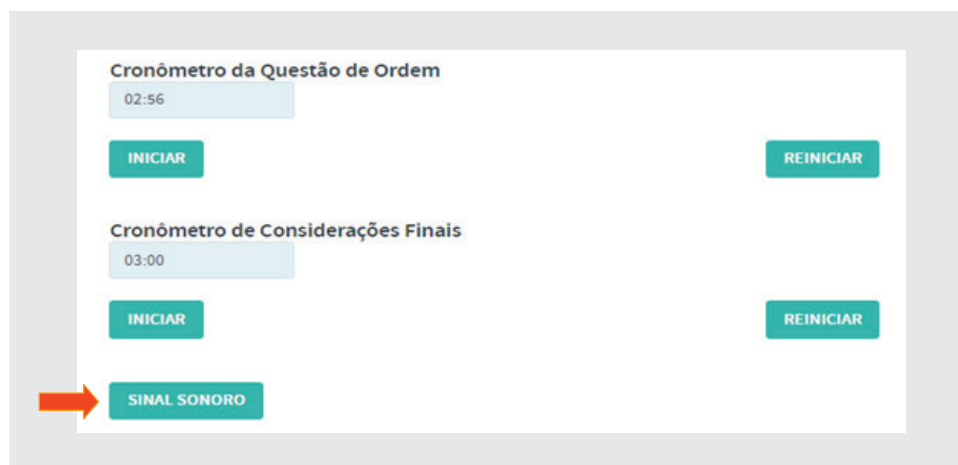 Cronômetro da Questão de Ordem
02:56
INICIAR REINICIAR
Cronômetro de Considerações Finais
03:00
INICIAR REINICIAR
SINAL SONORO